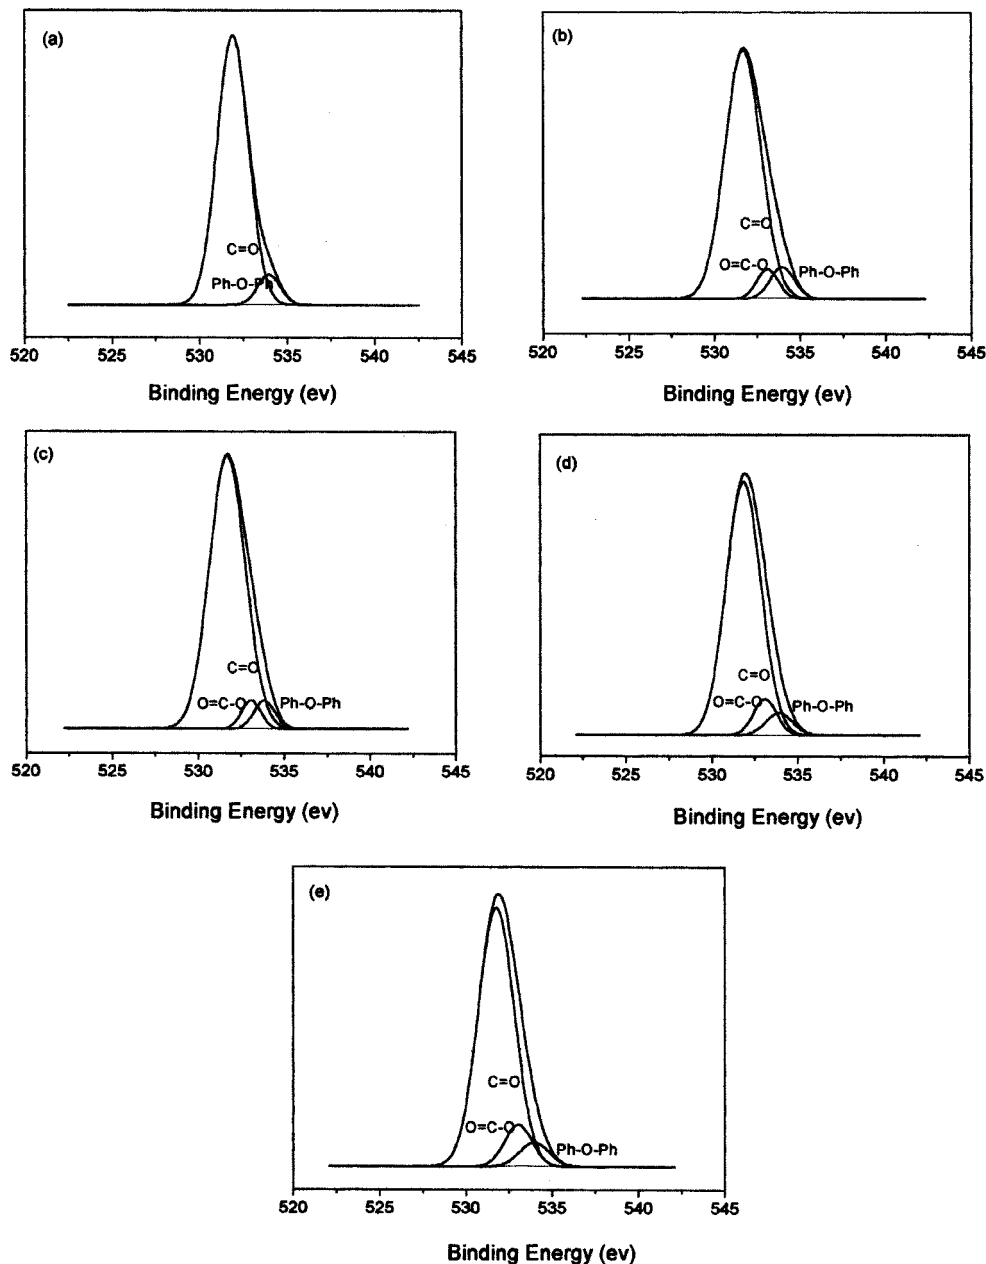 (a)
C=O
Ph-O-Ph
520 525 530 535 540 545
Binding Energy (ev)
(b)
C=O
O=C-O
Ph-O-Ph
520 525 530 535 540 545
Binding Energy (ev)
(c)
C=O
O=C-O Ph-O-Ph
520 525 530 535 540 545
Binding Energy (ev)
(d)
C=O
O=C-O Ph-O-Ph
520 525 530 535 540 545
Binding Energy (ev)
(e)
C=O
O=C-O
Ph-O-Ph
520 525 530 535 540 545
Binding Energy (ev)